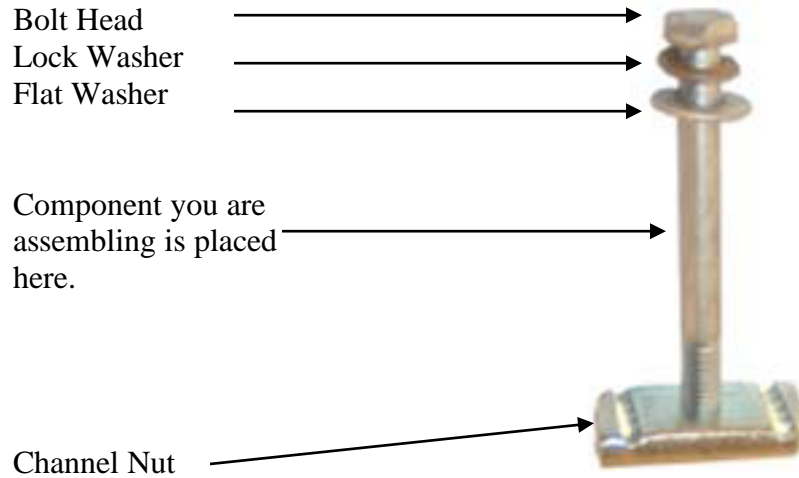 Bolt Head
Lock Washer
Flat Washer
Component you are
assembling is placed
here.
Channel Nut